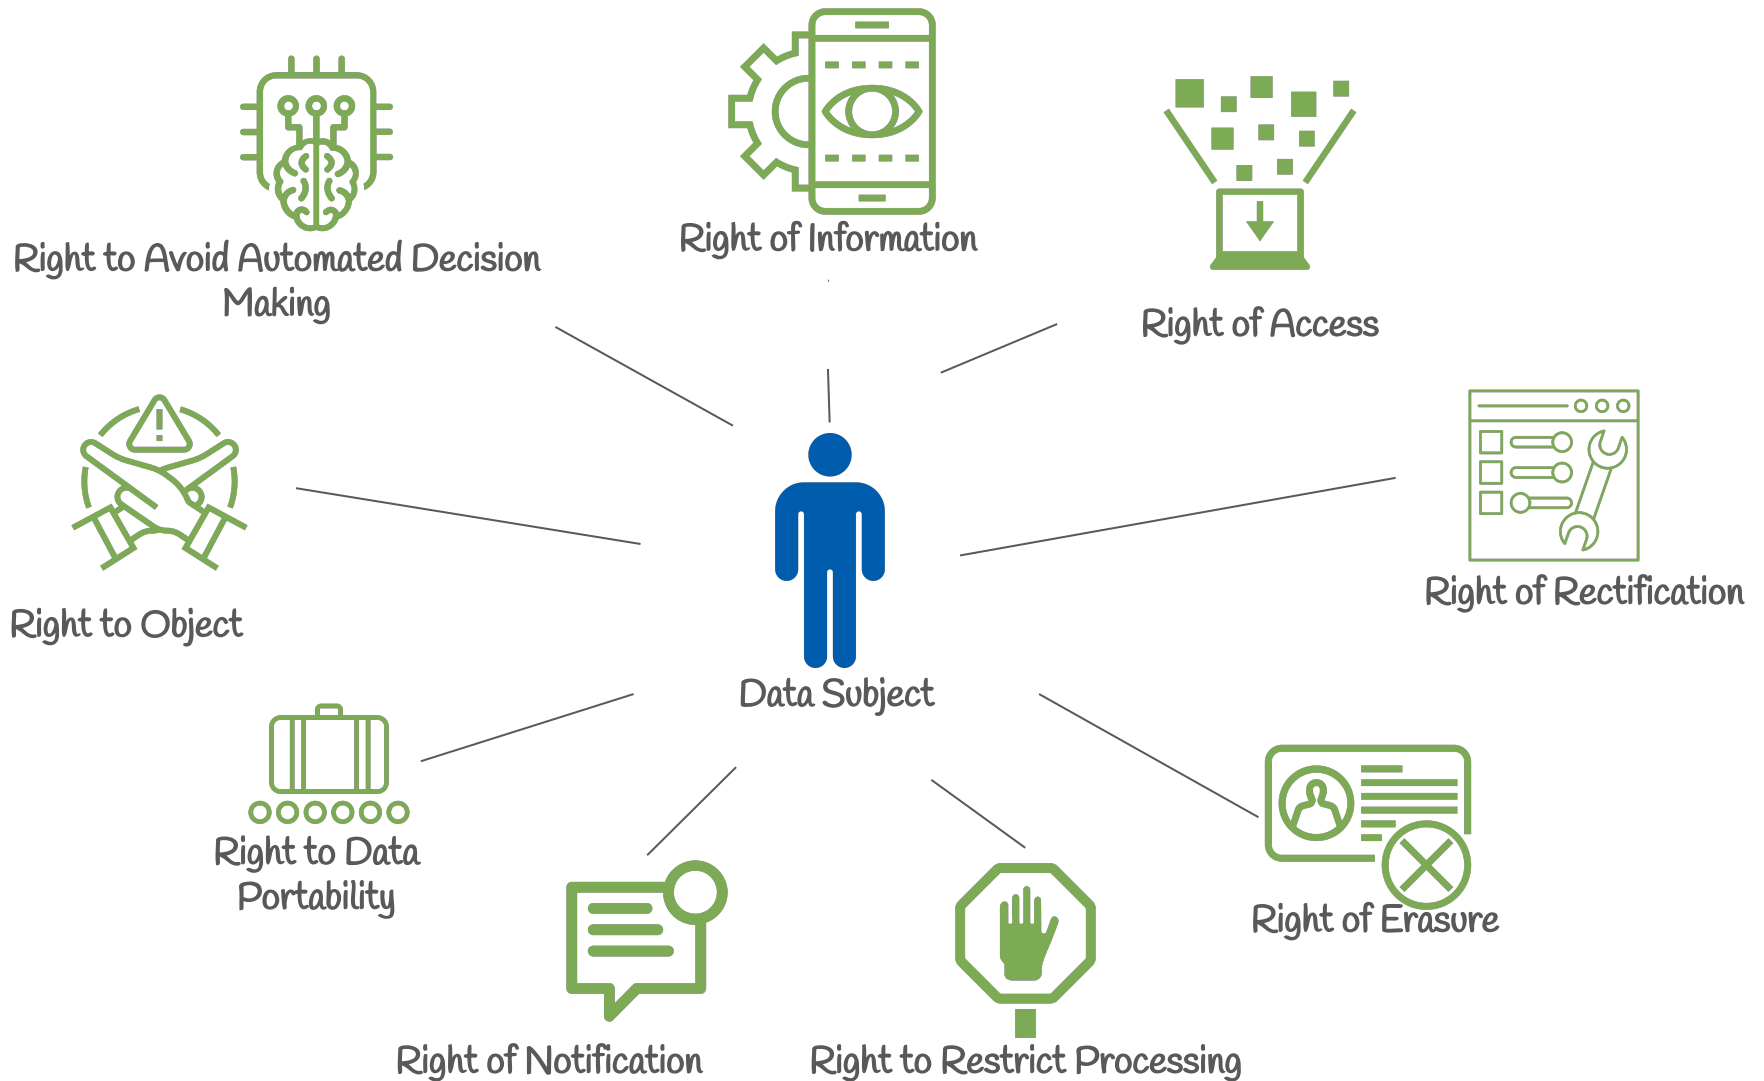 Right of Information
Right to Avoid Automated Decision
Making
Right of Access
Right of Rectification
Right to Object
Data Subject
Right to Data
Portability
Right of Erasure
Right of Notification
Right to Restrict Processing